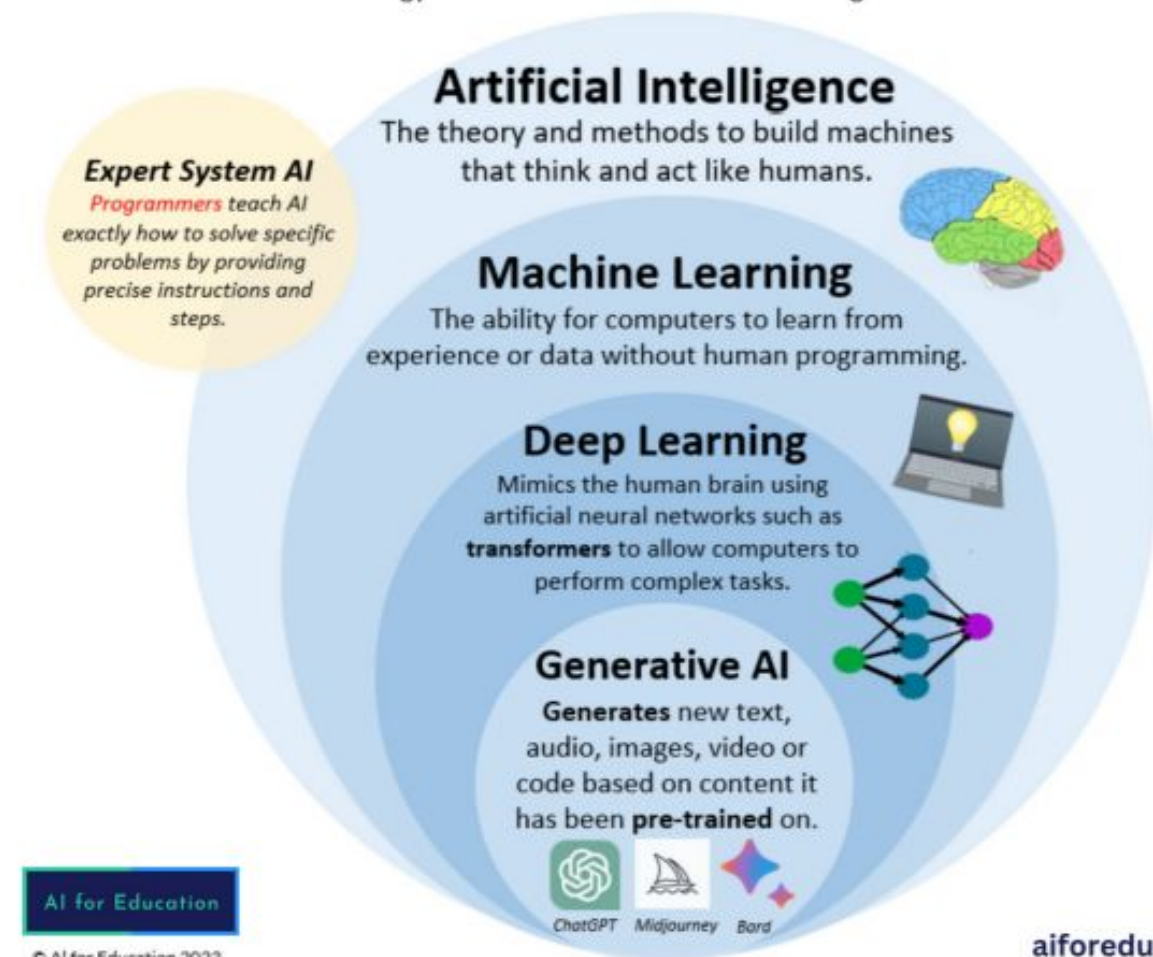 Artificial Intelligence
The theory and methods to build machines
that think and act like humans.
Expert System AI
Programmers teach AI
exactly how to solve specific
problems by providing
precise instructions and
steps.
Machine Learning
The ability for computers to learn from
experience or data without human programming.
Deep Learning
Mimics the human brain using
artificial neural networks such as
transformers to allow computers to
perform complex tasks.
Generative AI
Generates new text,
audio, images, video or
code based on content it
has been pre-trained on.
ChatGPT Midjourney Bard
AI for Education
© AI for Education 2023
aiforedu